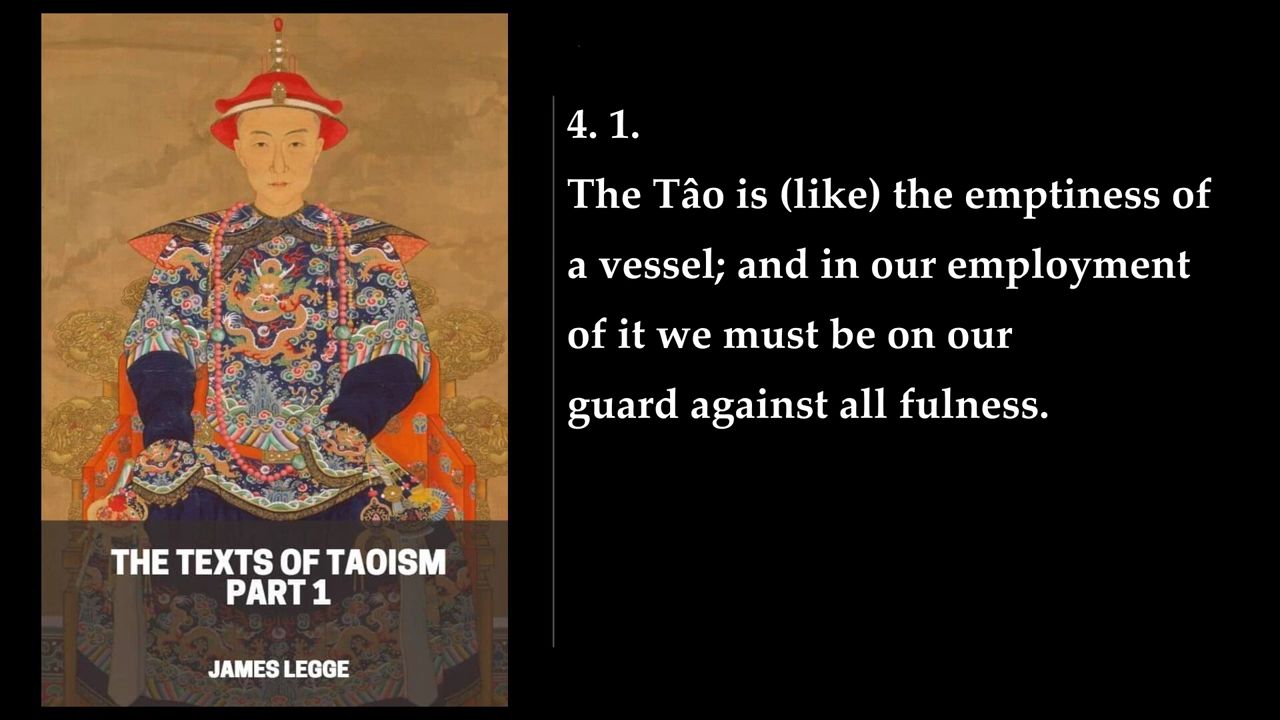 THE TEXTS OF TAOISM
PART 1
JAMES LEGGE
4. 1.
The Tâo is (like) the emptiness of
a vessel; and in our employment
of it we must be on our
guard against all fulness.